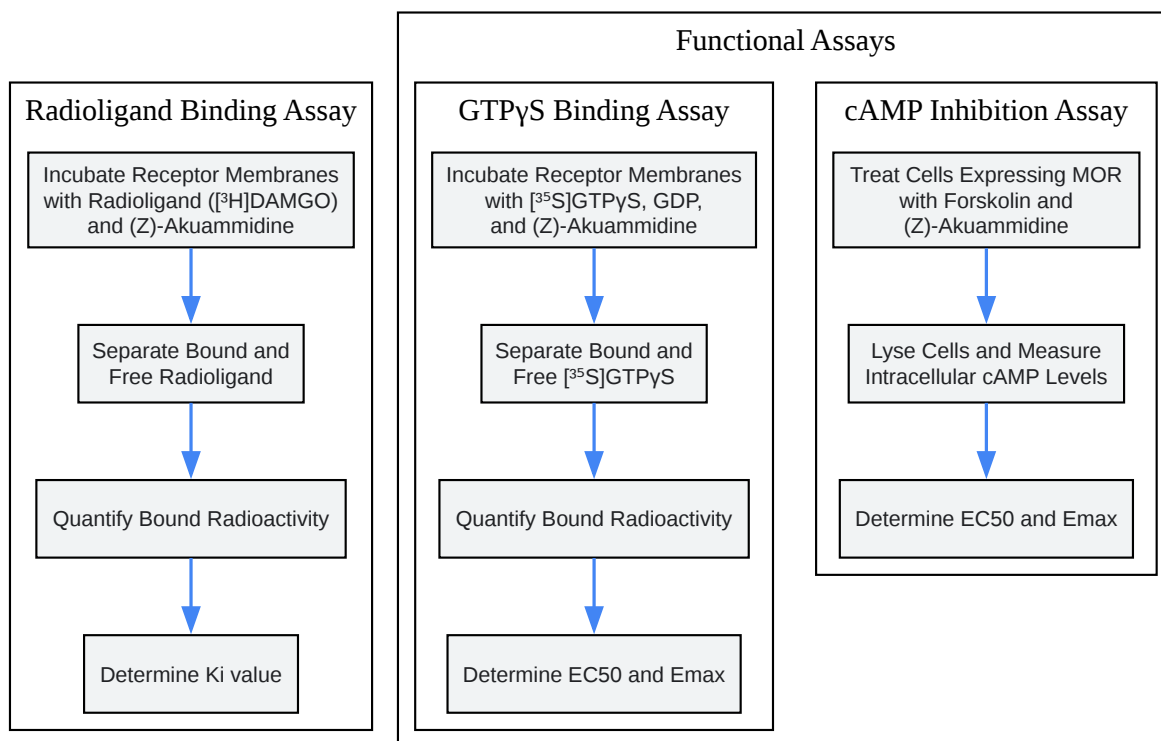 Functional Assays
Radioligand Binding Assay
Incubate Receptor Membranes
with Radioligand ([³H]DAMGO)
and (Z)-Akuammidine
Separate Bound and
Free Radioligand
Quantify Bound Radioactivity
Determine Ki value
GTPγS Binding Assay
Incubate Receptor Membranes
with [³⁵S]GTPγS, GDP,
and (Z)-Akuammidine
Separate Bound and
Free [³⁵S]GTPγS
Quantify Bound Radioactivity
Determine EC50 and Emax
cAMP Inhibition Assay
Treat Cells Expressing MOR
with Forskolin and
(Z)-Akuammidine
Lyse Cells and Measure
Intracellular cAMP Levels
Determine EC50 and Emax